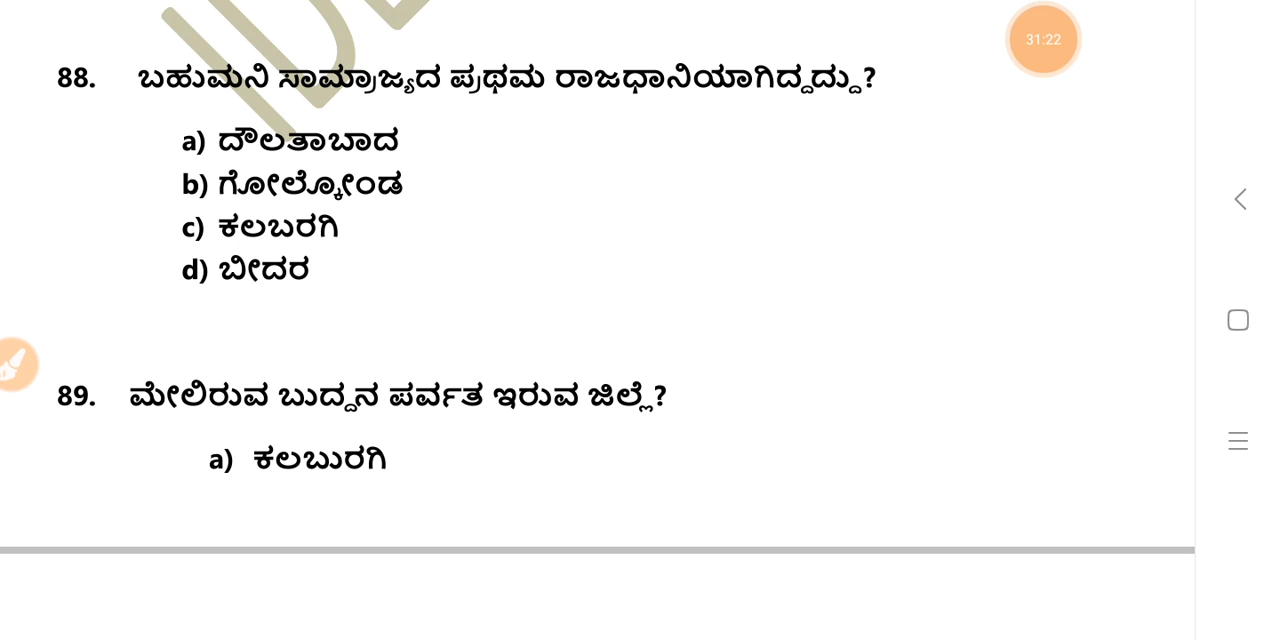 31:22
88. ಬಹುಮನಿ ಸಾಮ್ರಾಜ್ಯದ ಪ್ರಥಮ ರಾಜಧಾನಿಯಾಗಿದ್ದದ್ದು?
a) ದೌಲತಾಬಾದ
b) ಗೋಲ್ಕೋಂಡ
c) ಕಲಬರಗಿ
d) ಬೀದರ
89. ಮೇಲಿರುವ ಬುದ್ದನ ಪರ್ವತ ಇರುವ ಜಿಲ್ಲೆ?
a) ಕಲಬುರಗಿ